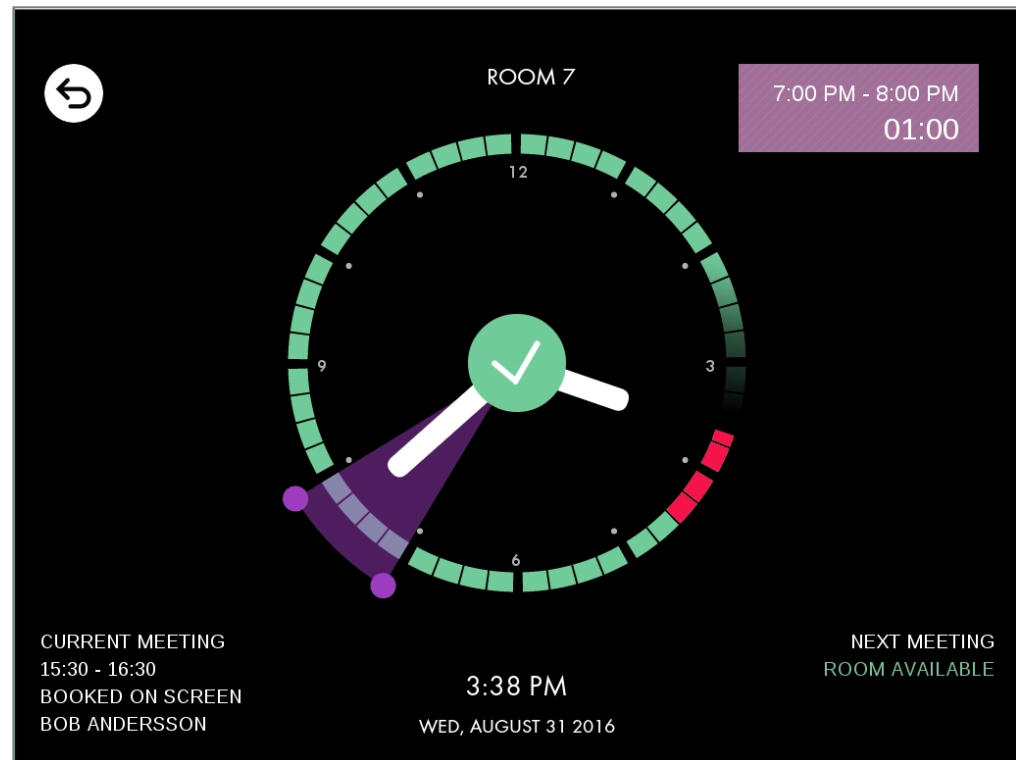 ROOM 7
7:00 PM - 8:00 PM
01:00
12
9
3
6
CURRENT MEETING
15:30 - 16:30
BOOKED ON SCREEN
BOB ANDERSSON
3:38 PM
WED, AUGUST 31 2016
NEXT MEETING
ROOM AVAILABLE